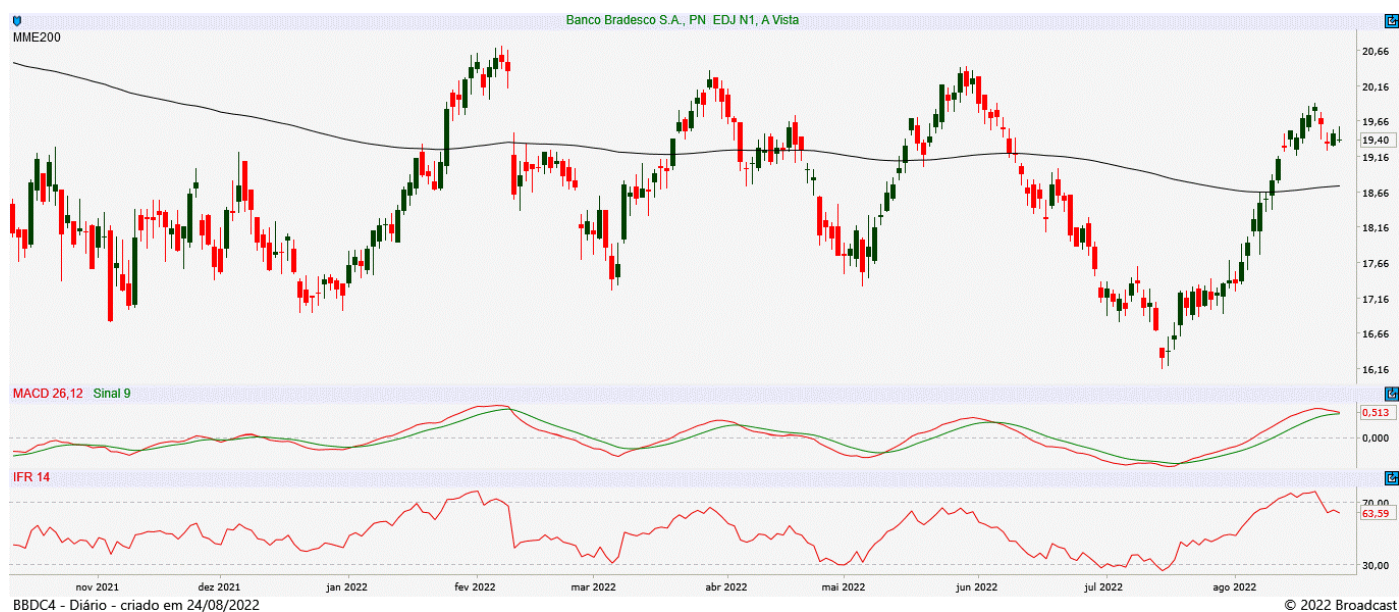 Banco Bradesco S.A., PN EDJ N1, A Vista
MME200
20,66
20,16
19,66
19,40
19,16
18,66
18,16
17,66
17,16
16,66
16,16
MACD 26,12 Sinal 9
0,513
0,000
IFR 14
70,00
63,59
30,00
nov 2021 dez 2021 jan 2022 fev 2022 mar 2022 abr 2022 mai 2022 jun 2022 jul 2022 ago 2022
BBDC4 - Diário - criado em 24/08/2022 © 2022 Broadcast